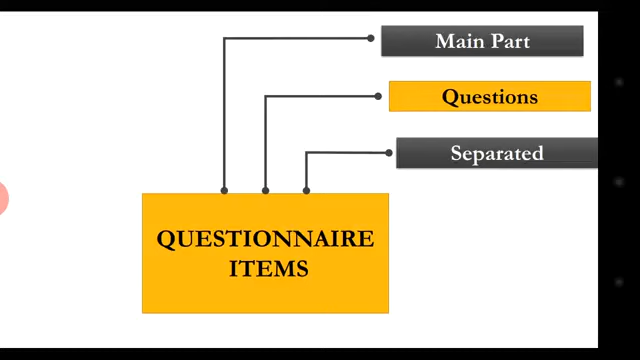 Main Part
Questions
Separated
QUESTIONNAIRE
ITEMS